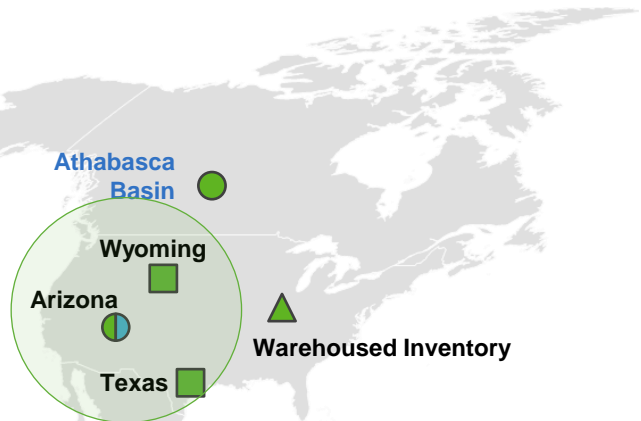 Athabasca
Basin
Wyoming
Arizona
Warehoused Inventory
Texas